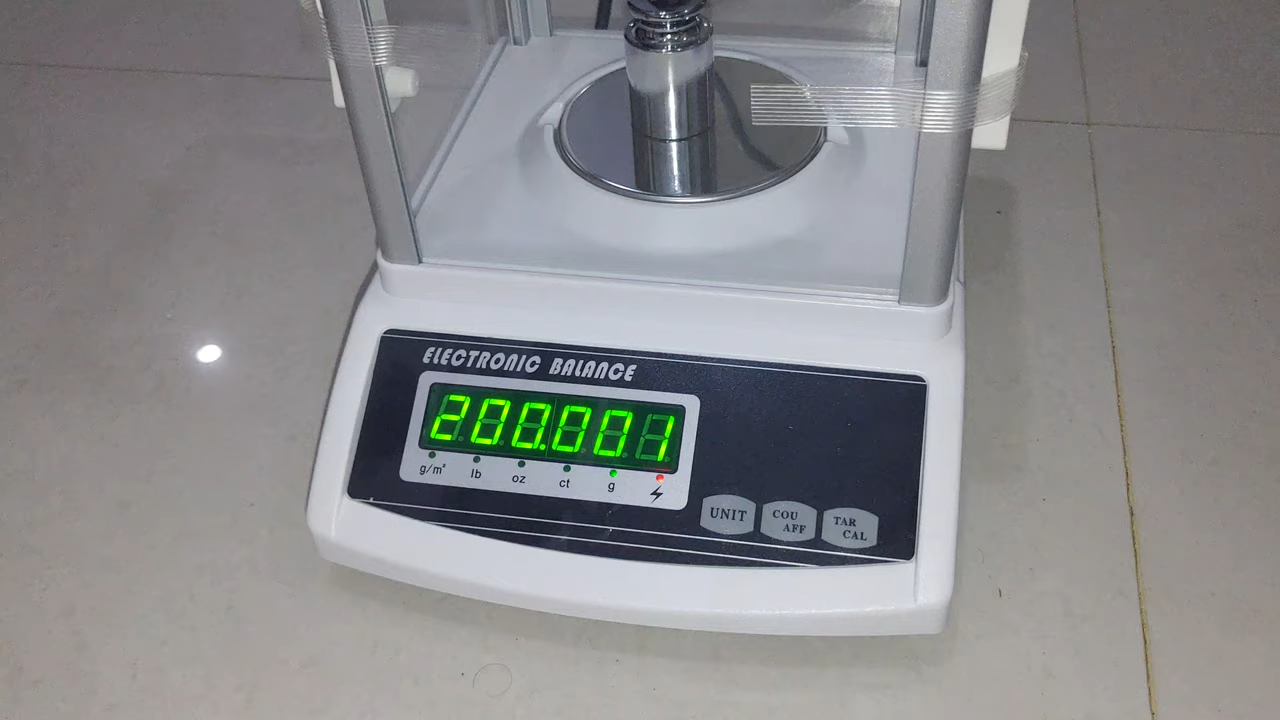 ELECTRONIC BALANCE
200.001
g/m² lb oz ct g
UNIT COU AFF TAR CAL